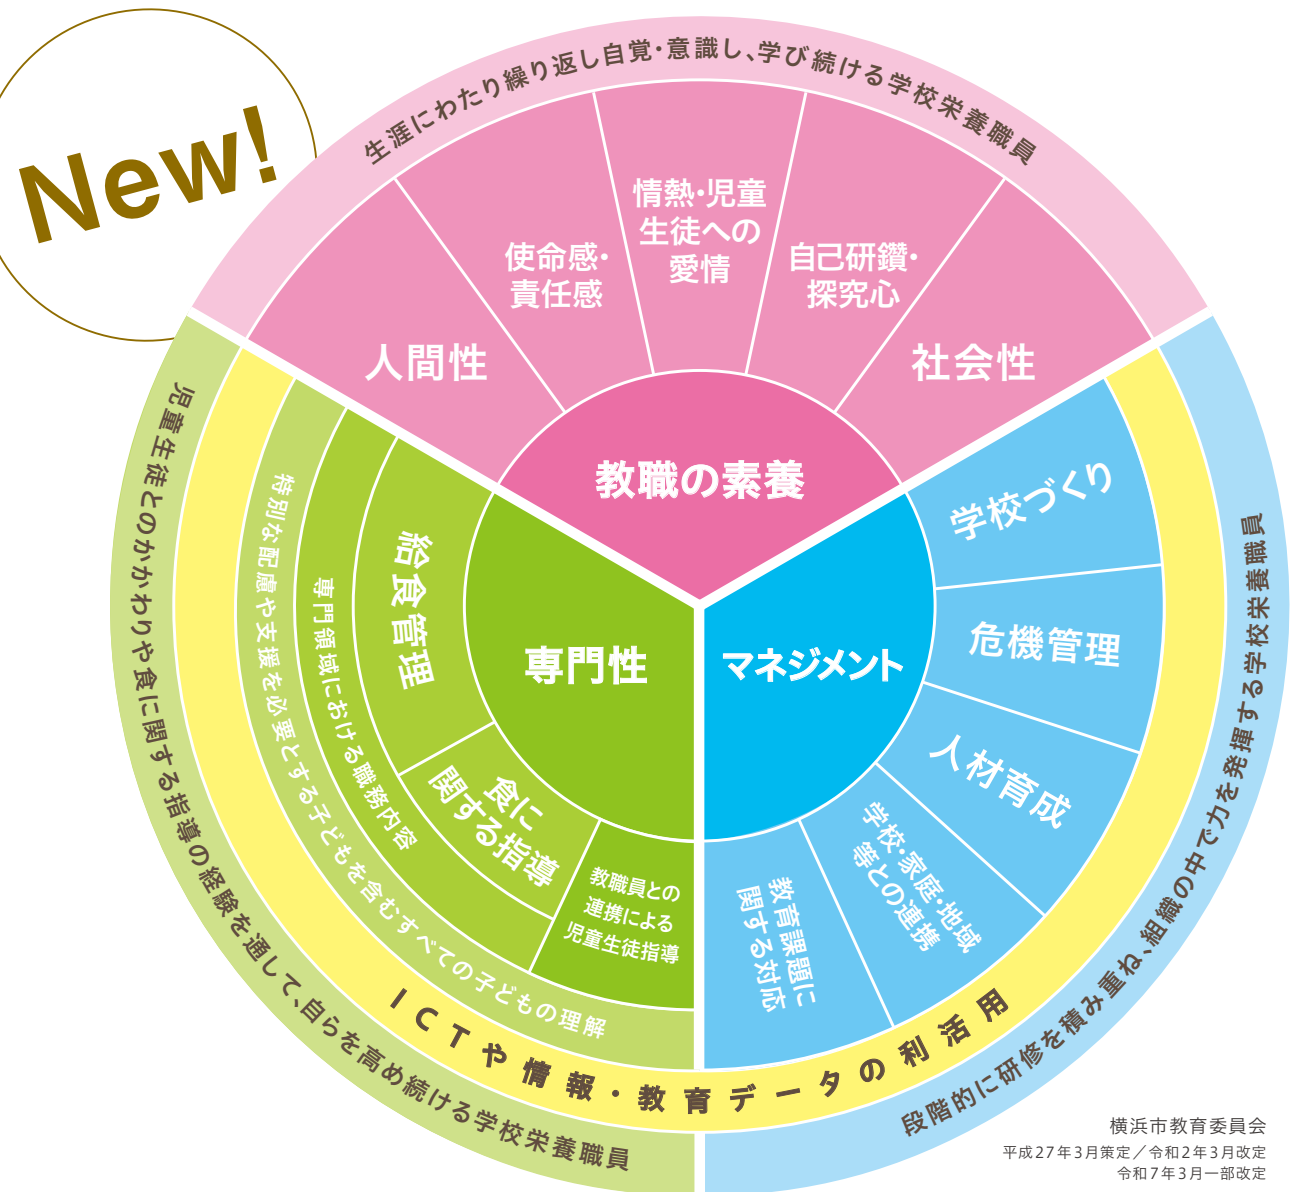 New!
生涯にわたり繰り返し自覚・意識し、学び続ける学校栄養職員
人間性
使命感・
責任感
情熱・児童
生徒への
愛情
自己研鑽・
探究心
社会性
教職の素養
専門性
マネジメント
給食管理
食に
関する指導
教職員との
連携による
児童生徒指導
専門領域における職務内容
特別な配慮や支援を必要とする子どもを含むすべての子どもの理解
児童生徒とのかかわりや食に関する指導の経験を通して、自らを高め続ける学校栄養職員
学校づくり
危機管理
人材育成
学校・家庭・地域
等との連携
教育課題に
関する対応
ICTや情報・教育データの利活用
段階的に研修を積み重ね、組織の中で力を発揮する学校栄養職員
横浜市教育委員会
平成27年3月策定／令和2年3月改定
令和7年3月一部改定